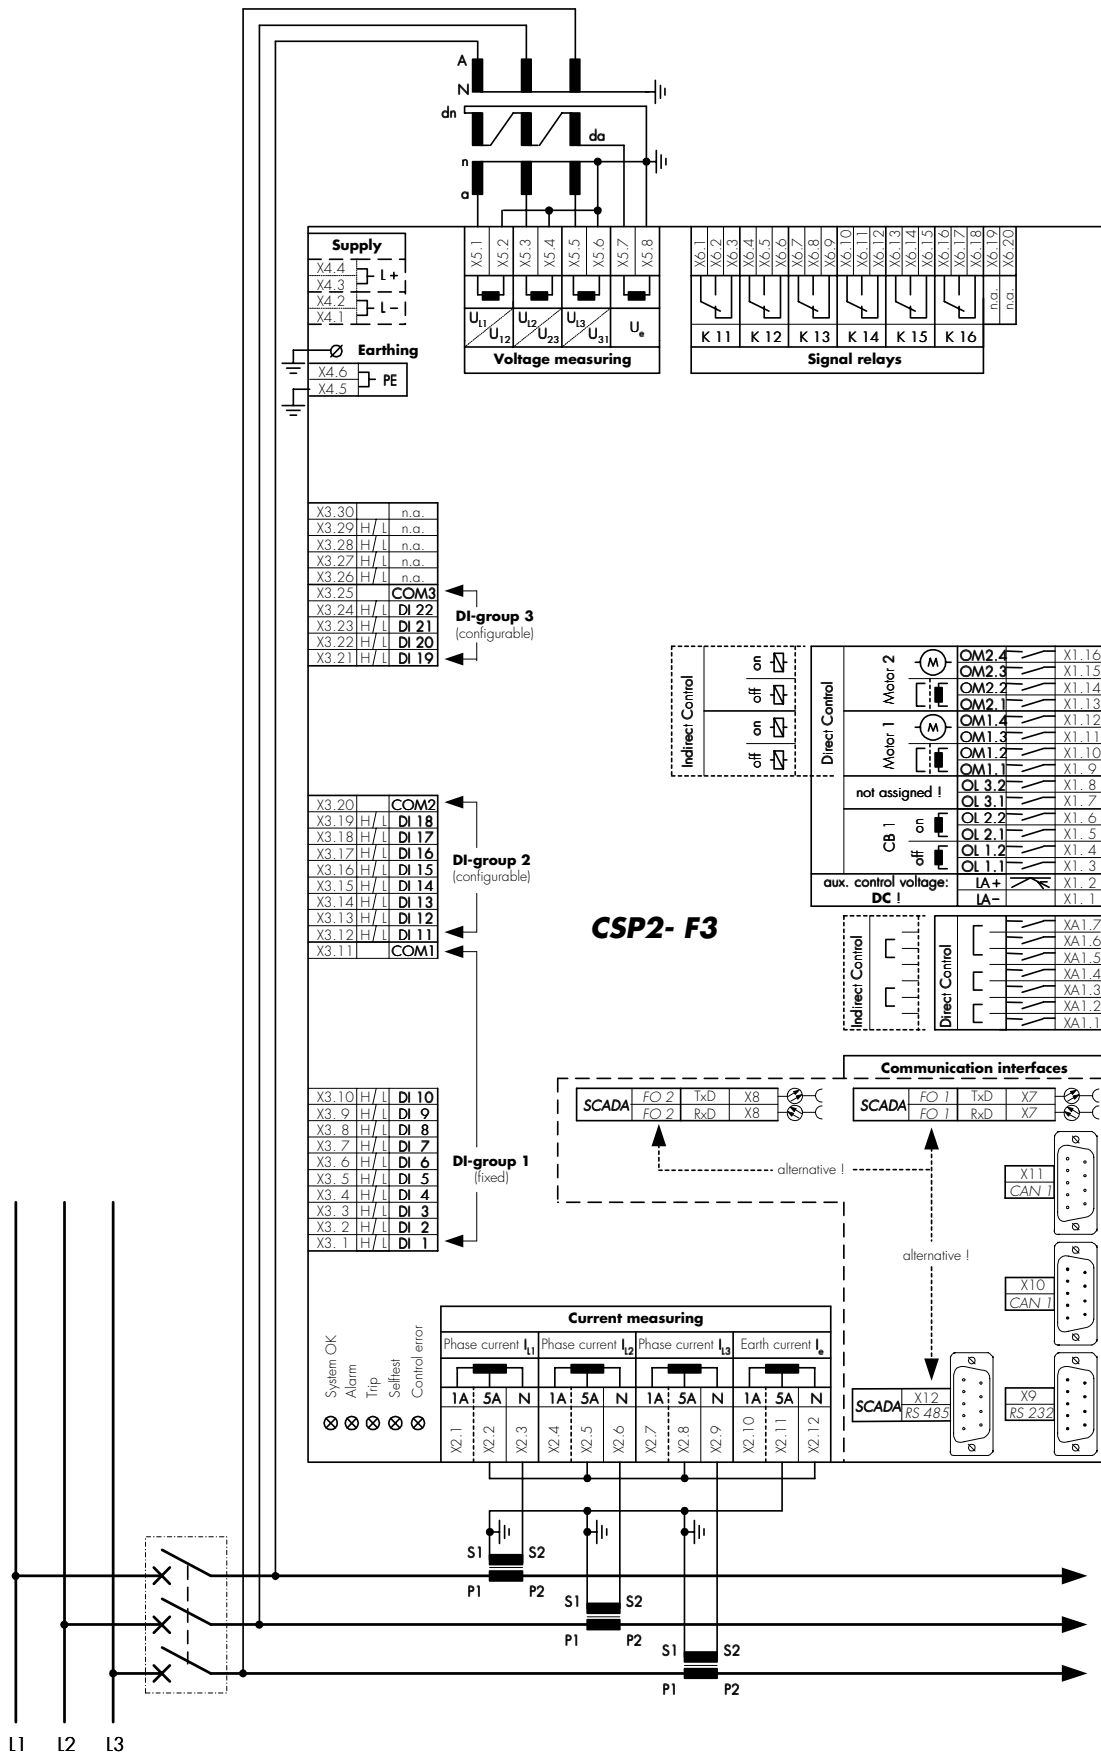 A
N
dn
da
n
a
Supply
X4.4
X4.3
L+
X4.2
X4.1
L–
Earthing
X4.6
X4.5
PE
X5.1 X5.2 X5.3 X5.4 X5.5 X5.6 X5.7 X5.8
UL1 U12 UL2 U23 UL3 U31 Ue
Voltage measuring
X6.1 X6.2 X6.3 X6.4 X6.5 X6.6 X6.7 X6.8 X6.9 X6.10 X6.11 X6.12 X6.13 X6.14 X6.15 X6.16 X6.17 X6.18 X6.19 X6.20
n.a. n.a.
K 11 K 12 K 13 K 14 K 15 K 16
Signal relays
X3.30 n.a.
X3.29 H/L n.a.
X3.28 H/L n.a.
X3.27 H/L n.a.
X3.26 H/L n.a.
X3.25 COM3
X3.24 H/L DI 22
X3.23 H/L DI 21
X3.22 H/L DI 20
X3.21 H/L DI 19
DI-group 3
(configurable)
X3.20 COM2
X3.19 H/L DI 18
X3.18 H/L DI 17
X3.17 H/L DI 16
X3.16 H/L DI 15
X3.15 H/L DI 14
X3.14 H/L DI 13
X3.13 H/L DI 12
X3.12 H/L DI 11
X3.11 COM1
DI-group 2
(configurable)
X3.10 H/L DI 10
X3. 9 H/L DI 9
X3. 8 H/L DI 8
X3. 7 H/L DI 7
X3. 6 H/L DI 6
X3. 5 H/L DI 5
X3. 4 H/L DI 4
X3. 3 H/L DI 3
X3. 2 H/L DI 2
X3. 1 H/L DI 1
DI-group 1
(fixed)
CSP2- F3
Indirect Control
on
off
on
off
Direct Control
Motor 2
M
Motor 1
M
not assigned !
CB 1
on
off
aux. control voltage:
DC !
OM2.4 X1.16
OM2.3 X1.15
OM2.2 X1.14
OM2.1 X1.13
OM1.4 X1.12
OM1.3 X1.11
OM1.2 X1.10
OM1.1 X1. 9
OL 3.2 X1. 8
OL 3.1 X1. 7
OL 2.2 X1. 6
OL 2.1 X1. 5
OL 1.2 X1. 4
OL 1.1 X1. 3
LA+ X1. 2
LA– X1. 1
Indirect Control
Direct Control
XA1.7
XA1.6
XA1.5
XA1.4
XA1.3
XA1.2
XA1.1
Communication interfaces
SCADA
FO 2 TxD X8
FO 2 RxD X8
SCADA
FO 1 TxD X7
FO 1 RxD X7
alternative !
alternative !
X11
CAN 1
X10
CAN 1
SCADA
X12
RS 485
X9
RS 232
System OK
Alarm
Trip
Selftest
Control error
Current measuring
Phase current IL1 Phase current IL2 Phase current IL3 Earth current Ie
1A 5A N 1A 5A N 1A 5A N 1A 5A N
X2.1 X2.2 X2.3 X2.4 X2.5 X2.6 X2.7 X2.8 X2.9 X2.10 X2.11 X2.12
S1 S2
P1 P2
S1 S2
P1 P2
S1 S2
P1 P2
L1 L2 L3